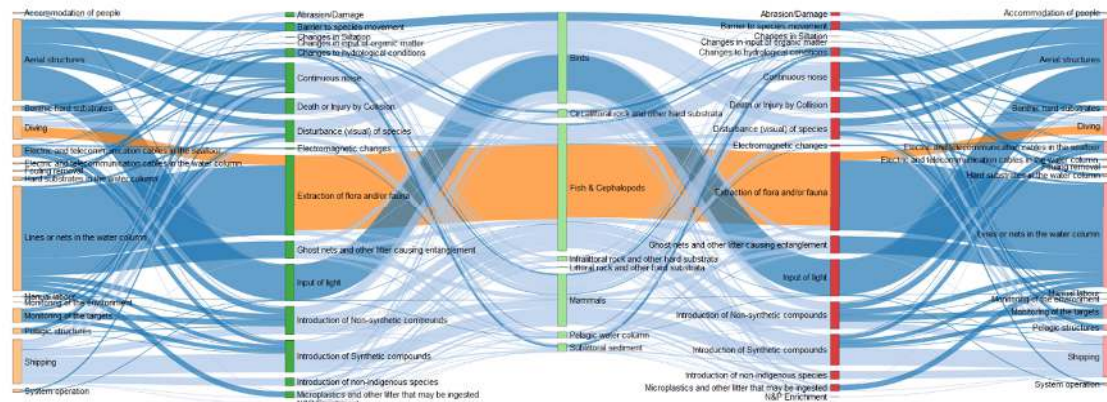 Accommodation of people
Aerial structures
Benthic hard substrates
Diving
Electric and telecommunication cables in the seafloor
Electric and telecommunication cables in the water column
Fouling removal
Hard substrates in the water column
Lines or nets in the water column
Manual labour
Monitoring of the environment
Monitoring of the targets
Pelagic structures
Shipping
System operation
Abrasion/Damage
Barrier to species movement
Changes in Siltation
Changes in input of organic matter
Changes to hydrological conditions
Continuous noise
Death or Injury by Collision
Disturbance (visual) of species
Electromagnetic changes
Extraction of flora and/or fauna
Ghost nets and other litter causing entanglement
Input of light
Introduction of Non-synthetic compounds
Introduction of Synthetic compounds
Introduction of non-indigenous species
Microplastics and other litter that may be ingested
N&P Enrichment
Birds
Circalittoral rock and other hard substrata
Fish & Cephalopods
Infralittoral rock and other hard substrata
Littoral rock and other hard substrata
Mammals
Pelagic water column
Sublittoral sediment
Abrasion/Damage
Barrier to species movement
Changes in Siltation
Changes in input of organic matter
Changes to hydrological conditions
Continuous noise
Death or Injury by Collision
Disturbance (visual) of species
Electromagnetic changes
Extraction of flora and/or fauna
Ghost nets and other litter causing entanglement
Input of light
Introduction of Non-synthetic compounds
Introduction of Synthetic compounds
Introduction of non-indigenous species
Microplastics and other litter that may be ingested
N&P Enrichment
Accommodation of people
Aerial structures
Benthic hard substrates
Diving
Electric and telecommunication cables in the seafloor
Electric and telecommunication cables in the water column
Fouling removal
Hard substrates in the water column
Lines or nets in the water column
Manual labour
Monitoring of the environment
Monitoring of the targets
Pelagic structures
Shipping
System operation